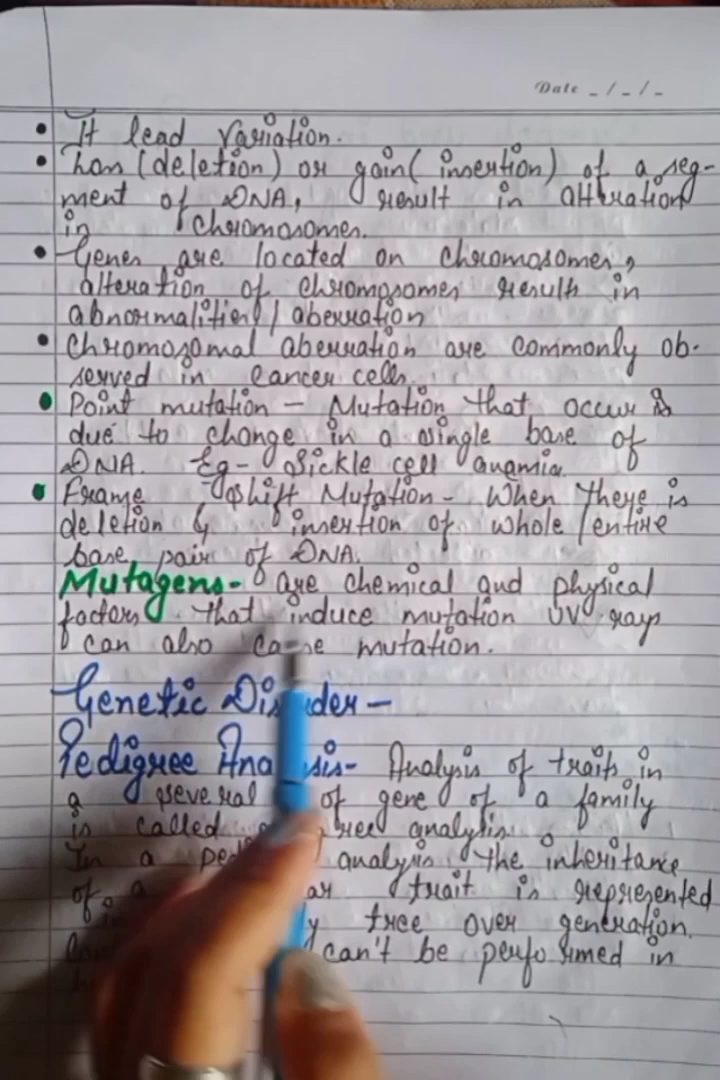 Date _ / _ / _
• It lead Variation.
• Loss (deletion) or gain( insertion) of a seg-
ment of DNA, result in alteration
in chromosomes.
• Genes are located on chromosomes,
alteration of chromosomes results in
abnormalities / aberration
• Chromosomal aberration are commonly ob-
served in cancer cells.
• Point mutation - Mutation that occur is
due to change in a single base of
DNA. Eg- Sickle cell anamia.
• Frame shift Mutation - When there is
deletion & insertion of whole /entire
base pair of DNA.
Mutagens- are chemical and physical
factors that induce mutation UV rays
can also cause mutation.
Genetic Disorder -
Pedigree Analysis- Analysis of traits in
a several of gene of a family
is called analysis.
In a analysis the inheritance
of a trait is represented
tree over generation.
can't be performed in